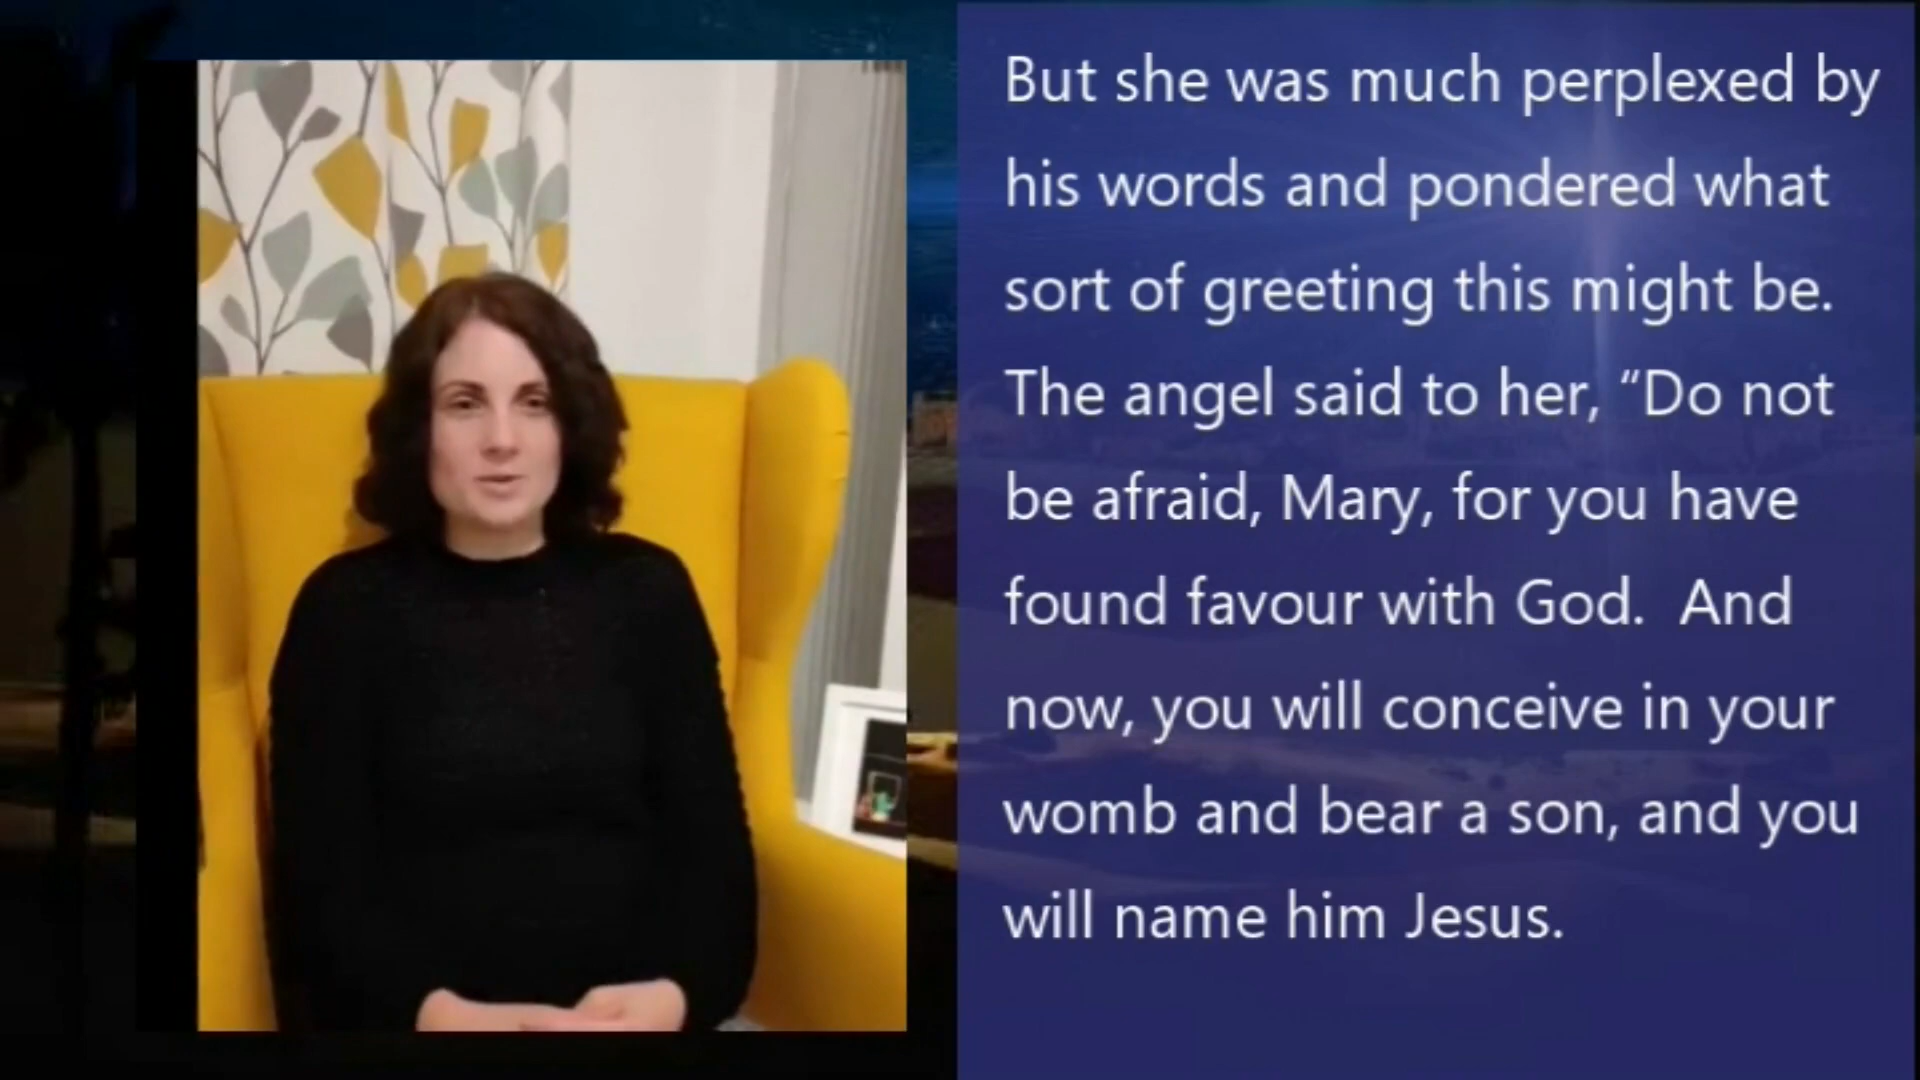 But she was much perplexed by
his words and pondered what
sort of greeting this might be.
The angel said to her, “Do not
be afraid, Mary, for you have
found favour with God.  And
now, you will conceive in your
womb and bear a son, and you
will name him Jesus.